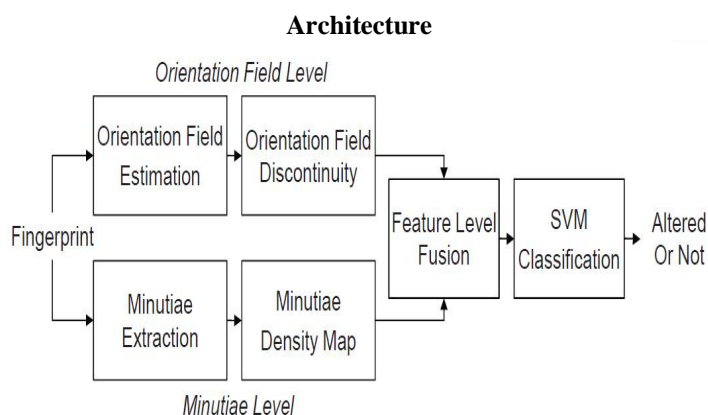 Architecture
Orientation Field Level
Orientation Field
Estimation
Orientation Field
Discontinuity
Fingerprint
Feature Level
Fusion
SVM
Classification
Altered
Or Not
Minutiae
Extraction
Minutiae
Density Map
Minutiae Level